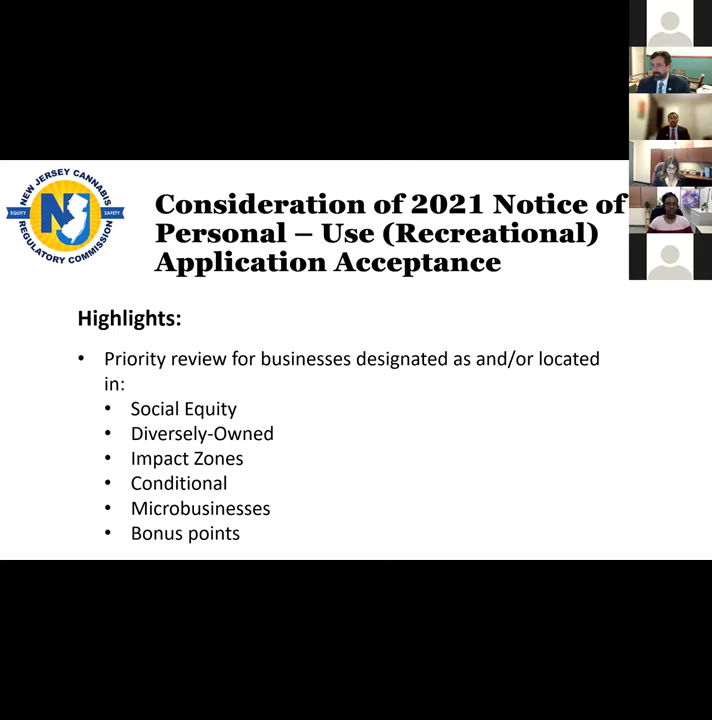 NEW JERSEY CANNABIS
EQUITY
SAFETY
NJ
REGULATORY COMMISSION
Consideration of 2021 Notice of
Personal – Use (Recreational)
Application Acceptance
Highlights:
• Priority review for businesses designated as and/or located
in:
• Social Equity
• Diversely-Owned
• Impact Zones
• Conditional
• Microbusinesses
• Bonus points